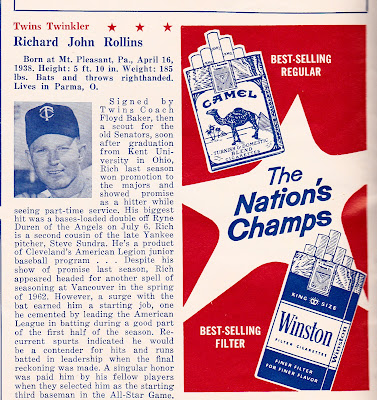 Twins Twinkler ★ ★ ★
Richard John Rollins
Born at Mt. Pleasant, Pa., April 16,
1938. Height: 5 ft. 10 in. Weight: 185
lbs. Bats and throws righthanded.
Lives in Parma, O.
Signed by
Twins Coach
Floyd Baker, then
a scout for the
old Senators, soon
after graduation
from Kent Uni-
versity in Ohio,
Rich last season
won promotion to
the majors and
showed promise
as a hitter while
seeing part-time service. His biggest
hit was a bases-loaded double off Ryne
Duren of the Angels on July 6. Rich
is a second cousin of the late Yankee
pitcher, Steve Sundra. He's a product
of Cleveland's American Legion junior
baseball program . . . Despite his
show of promise last season, Rich
appeared headed for another spell of
seasoning at Vancouver in the spring
of 1962. However, a surge with the
bat earned him a starting job, one
he cemented by leading the American
League in batting during a good part
of the first half of the season. Re-
current spurts indicated he would
be a contender for hits and runs
batted in leadership when the final
reckoning was made. A singular honor
was paid him by his fellow players
when they selected him as the starting
third baseman in the All-Star Game.
TC
BEST-SELLING
REGULAR
CAMEL
TURKISH & DOMESTIC
BLEND
CIGARETTES
The
Nation's
Champs
BEST-SELLING
FILTER
KING SIZE
Winston
FILTER CIGARETTES
FINER FILTER
FOR FINER FLAVOR